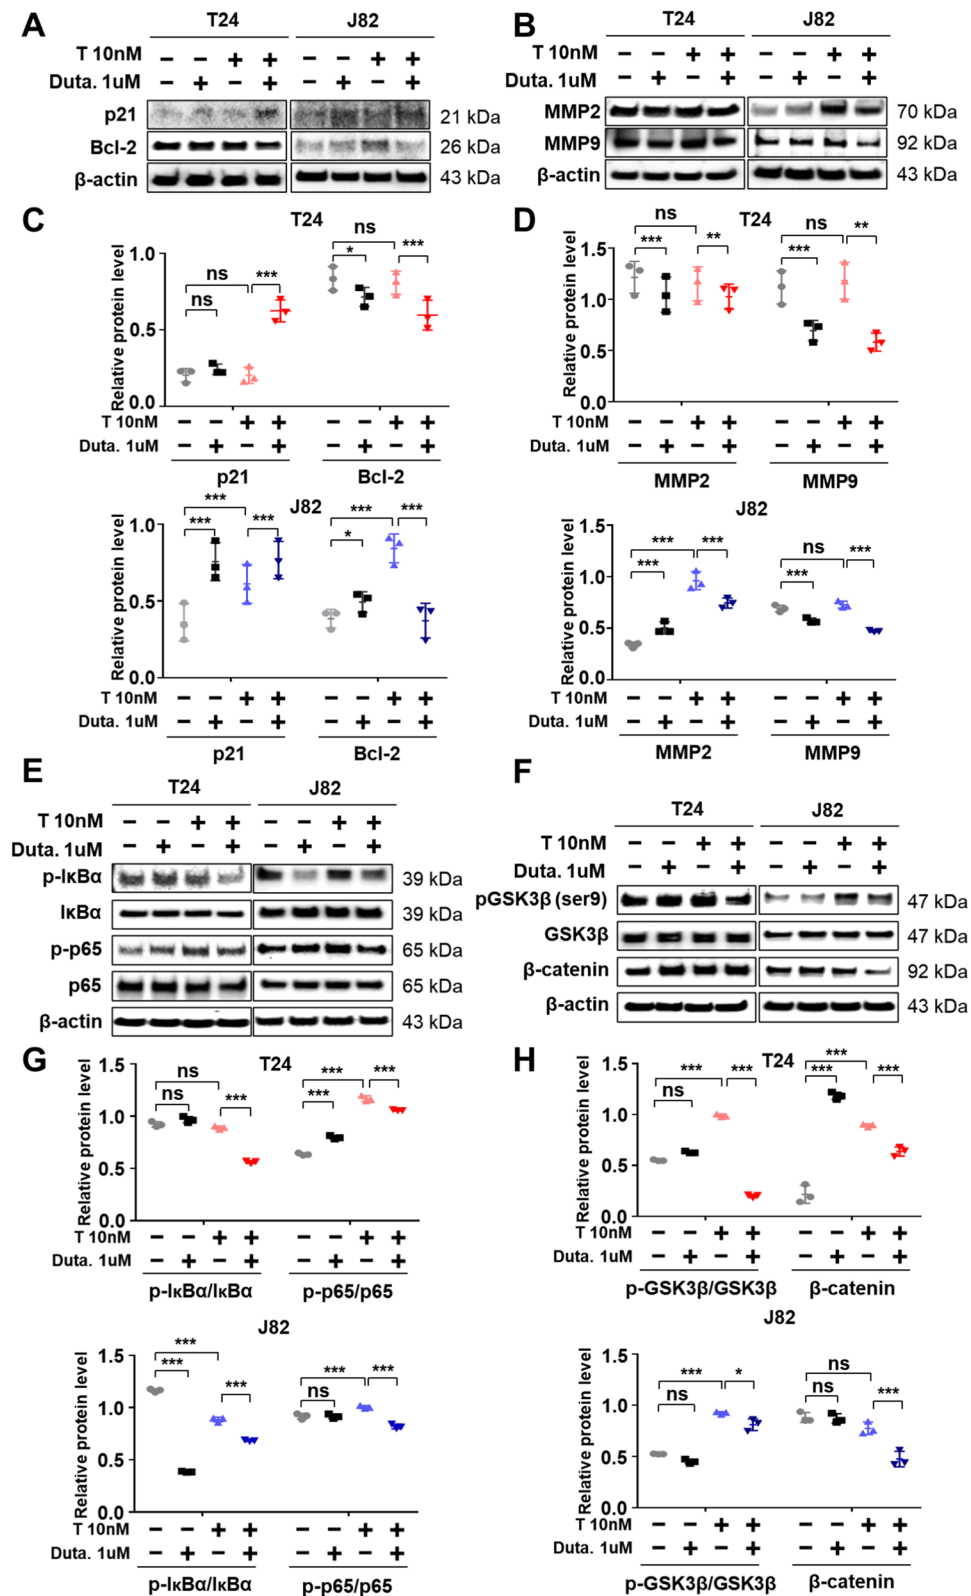 A
T24 J82
T 10nM − − + + − − + +
Duta. 1uM − + − + − + − +
p21 21 kDa
Bcl-2 26 kDa
β-actin 43 kDa
B
T24 J82
T 10nM − − + + − − + +
Duta. 1uM − + − + − + − +
MMP2 70 kDa
MMP9 92 kDa
β-actin 43 kDa
C
T24
Relative protein level
1.0
0.5
0.0
ns
ns
***
ns
*
***
T 10nM − − + + − − + +
Duta. 1uM − + − + − + − +
p21 Bcl-2
J82
Relative protein level
1.0
0.5
0.0
***
***
***
***
*
***
T 10nM − − + + − − + +
Duta. 1uM − + − + − + − +
p21 Bcl-2
D
T24
Relative protein level
1.5
1.0
0.5
0.0
ns
***
**
ns
***
**
T 10nM − − + + − − + +
Duta. 1uM − + − + − + − +
MMP2 MMP9
J82
Relative protein level
1.5
1.0
0.5
0.0
***
***
***
ns
***
***
T 10nM − − + + − − + +
Duta. 1uM − + − + − + − +
MMP2 MMP9
E
T24 J82
T 10nM − − + + − − + +
Duta. 1uM − + − + − + − +
p-IκBα 39 kDa
IκBα 39 kDa
p-p65 65 kDa
p65 65 kDa
β-actin 43 kDa
F
T24 J82
T 10nM − − + + − − + +
Duta. 1uM − + − + − + − +
pGSK3β (ser9) 47 kDa
GSK3β 47 kDa
β-catenin 92 kDa
β-actin 43 kDa
G
T24
Relative protein level
1.5
1.0
0.5
0.0
ns
ns
***
***
***
***
T 10nM − − + + − − + +
Duta. 1uM − + − + − + − +
p-IκBα/IκBα p-p65/p65
J82
Relative protein level
1.5
1.0
0.5
0.0
***
***
***
***
ns
***
T 10nM − − + + − − + +
Duta. 1uM − + − + − + − +
p-IκBα/IκBα p-p65/p65
H
T24
Relative protein level
1.5
1.0
0.5
0.0
***
ns
***
***
***
***
T 10nM − − + + − − + +
Duta. 1uM − + − + − + − +
p-GSK3β/GSK3β β-catenin
J82
Relative protein level
1.5
1.0
0.5
0.0
***
ns
*
ns
ns
***
T 10nM − − + + − − + +
Duta. 1uM − + − + − + − +
p-GSK3β/GSK3β β-catenin